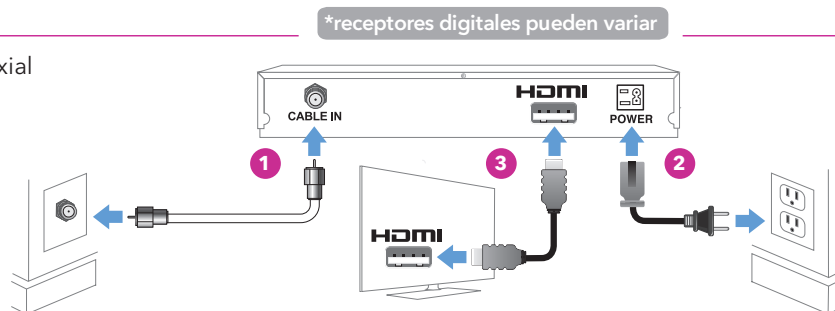 *receptores digitales pueden variar
xial
HDMI
CABLE IN
POWER
1
3
2
HDMI